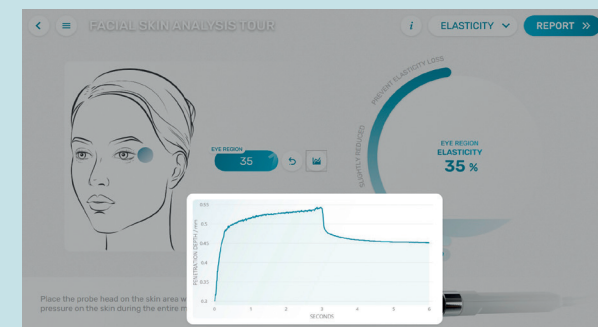 FACIAL SKIN ANALYSIS TOUR
i
ELASTICITY
REPORT »
PREVENT ELASTICITY LOSS
SLIGHTLY REDUCED
EYE REGION
35
EYE REGION
ELASTICITY
35 %
PENETRATION DEPTH / mm
0.55
0.5
0.45
0.4
0.35
0.3
0 1 2 3 4 5 6
SECONDS
Place the probe head on the skin area w
pressure on the skin during the entire m